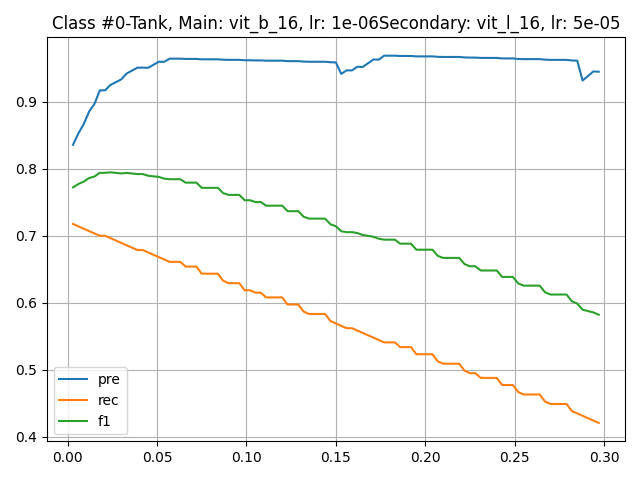 Class #0-Tank, Main: vit_b_16, lr: 1e-06Secondary: vit_l_16, lr: 5e-05
0.9
0.8
0.7
0.6
0.5
0.4
pre
rec
f1
0.00 0.05 0.10 0.15 0.20 0.25 0.30